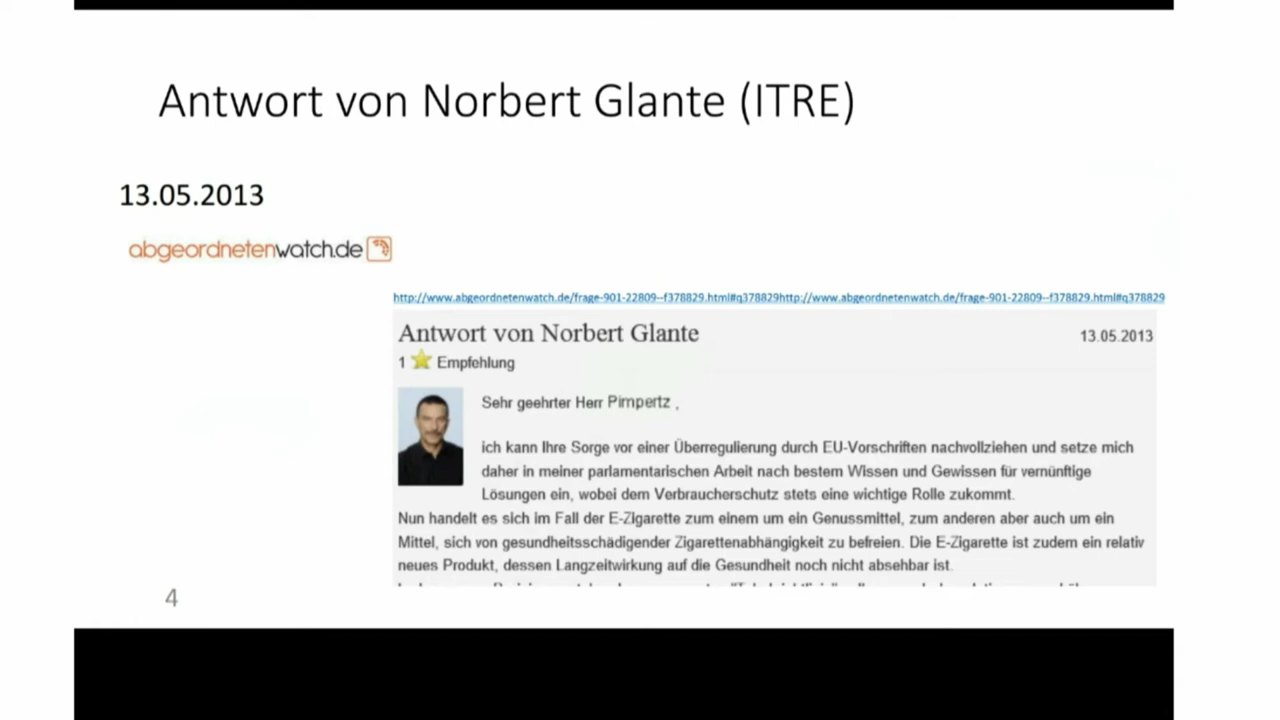 Antwort von Norbert Glante (ITRE)
13.05.2013
abgeordnetenwatch.de
http://www.abgeordnetenwatch.de/frage-901-22809--f378829.html#q378829http://www.abgeordnetenwatch.de/frage-901-22809--f378829.html#q378829
Antwort von Norbert Glante 13.05.2013
1 Empfehlung
Sehr geehrter Herr Pimpertz ,
ich kann Ihre Sorge vor einer Überregulierung durch EU-Vorschriften nachvollziehen und setze mich
daher in meiner parlamentarischen Arbeit nach bestem Wissen und Gewissen für vernünftige
Lösungen ein, wobei dem Verbraucherschutz stets eine wichtige Rolle zukommt.
Nun handelt es sich im Fall der E-Zigarette zum einem um ein Genussmittel, zum anderen aber auch um ein
Mittel, sich von gesundheitsschädigender Zigarettenabhängigkeit zu befreien. Die E-Zigarette ist zudem ein relativ
neues Produkt, dessen Langzeitwirkung auf die Gesundheit noch nicht absehbar ist.
4